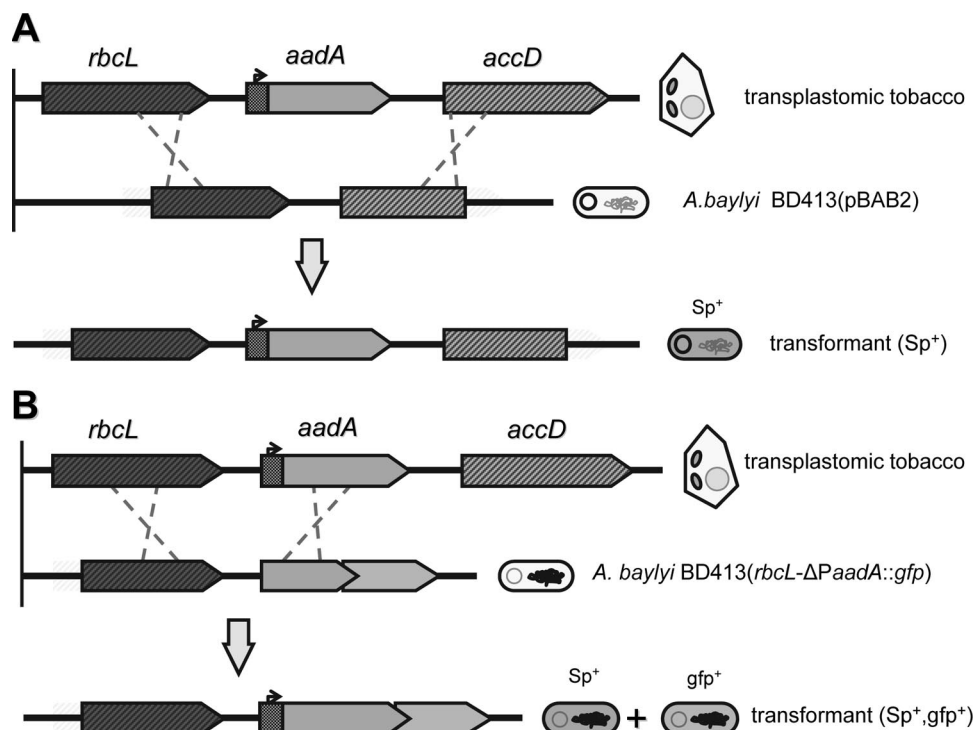 A
rbcL aadA accD
transplastomic tobacco
A.baylyi BD413(pBAB2)
Sp+
transformant (Sp+)
B
rbcL aadA accD
transplastomic tobacco
A. baylyi BD413(rbcL-ΔPaadA::gfp)
Sp+ gfp+
+ transformant (Sp+,gfp+)